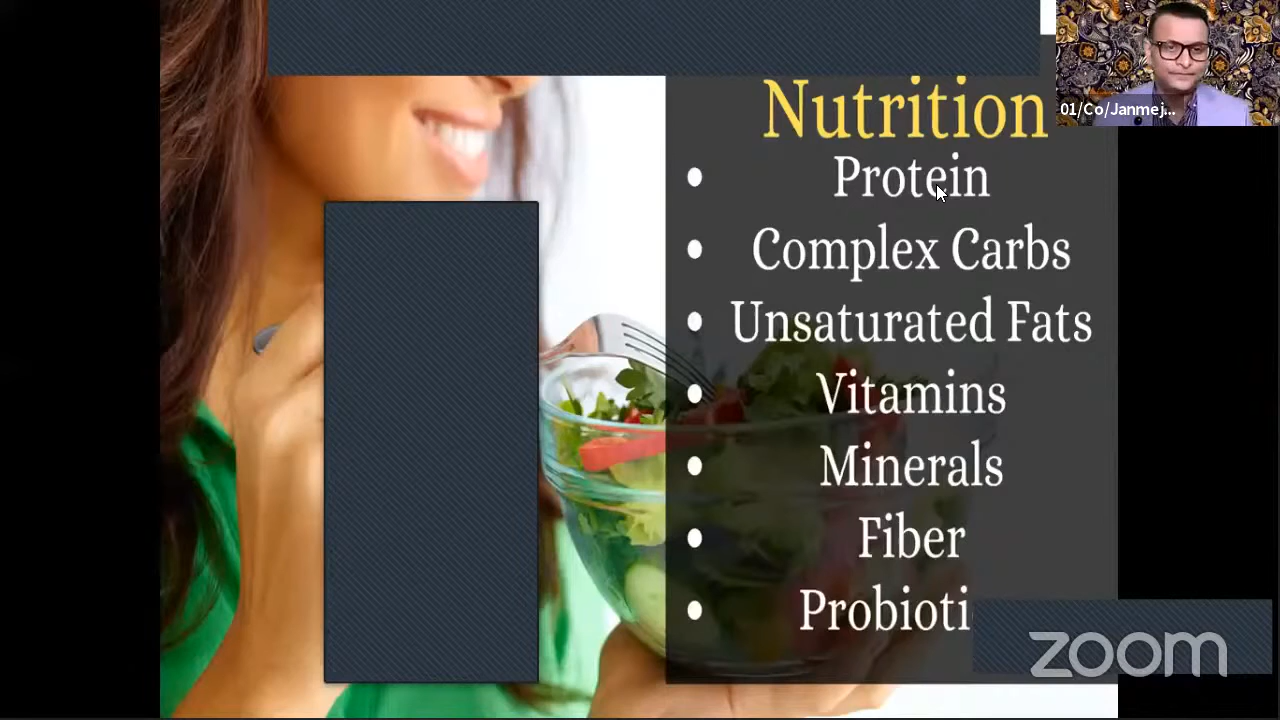 Nutrition
01/Co/Janmej...
• Protein
• Complex Carbs
• Unsaturated Fats
• Vitamins
• Minerals
• Fiber
• Probioti
zoom